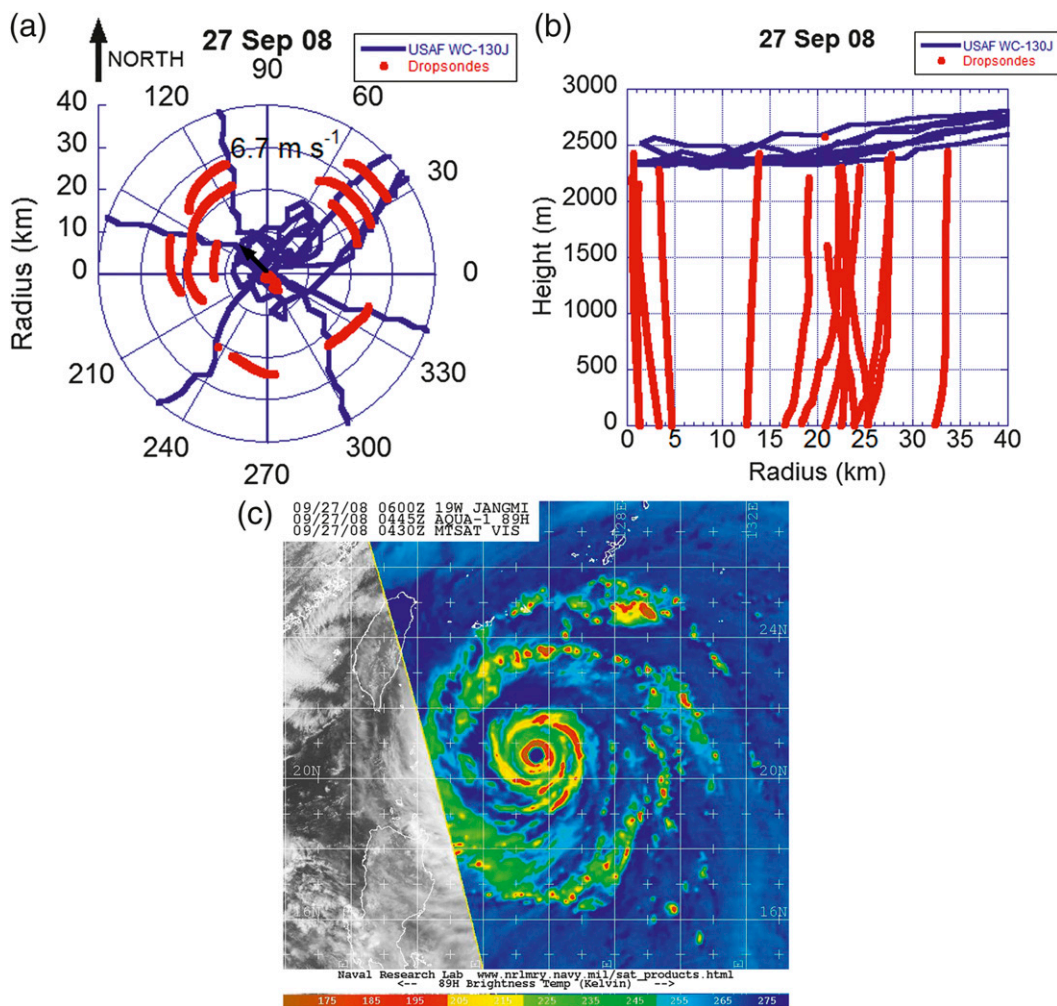 (a)
NORTH
27 Sep 08
USAF WC-130J
Dropsondes
90
120
60
40
30
20
10
0
6.7 m s⁻¹
30
0
Radius (km)
210
330
240
300
270
(b)
27 Sep 08
USAF WC-130J
Dropsondes
3000
2500
2000
1500
1000
500
0
Height (m)
0 5 10 15 20 25 30 35 40
Radius (km)
(c)
09/27/08 0600Z 19W JANGMI
09/27/08 0445Z AQUA-1 89H
09/27/08 0430Z MTSAT VIS
128E
132E
24N
24N
20N
20N
16N
16N
Naval Research Lab www.nrlmry.navy.mil/sat_products.html
<-- 89H Brightness Temp (Kelvin) -->
175 185 195 205 215 225 235 245 255 265 275